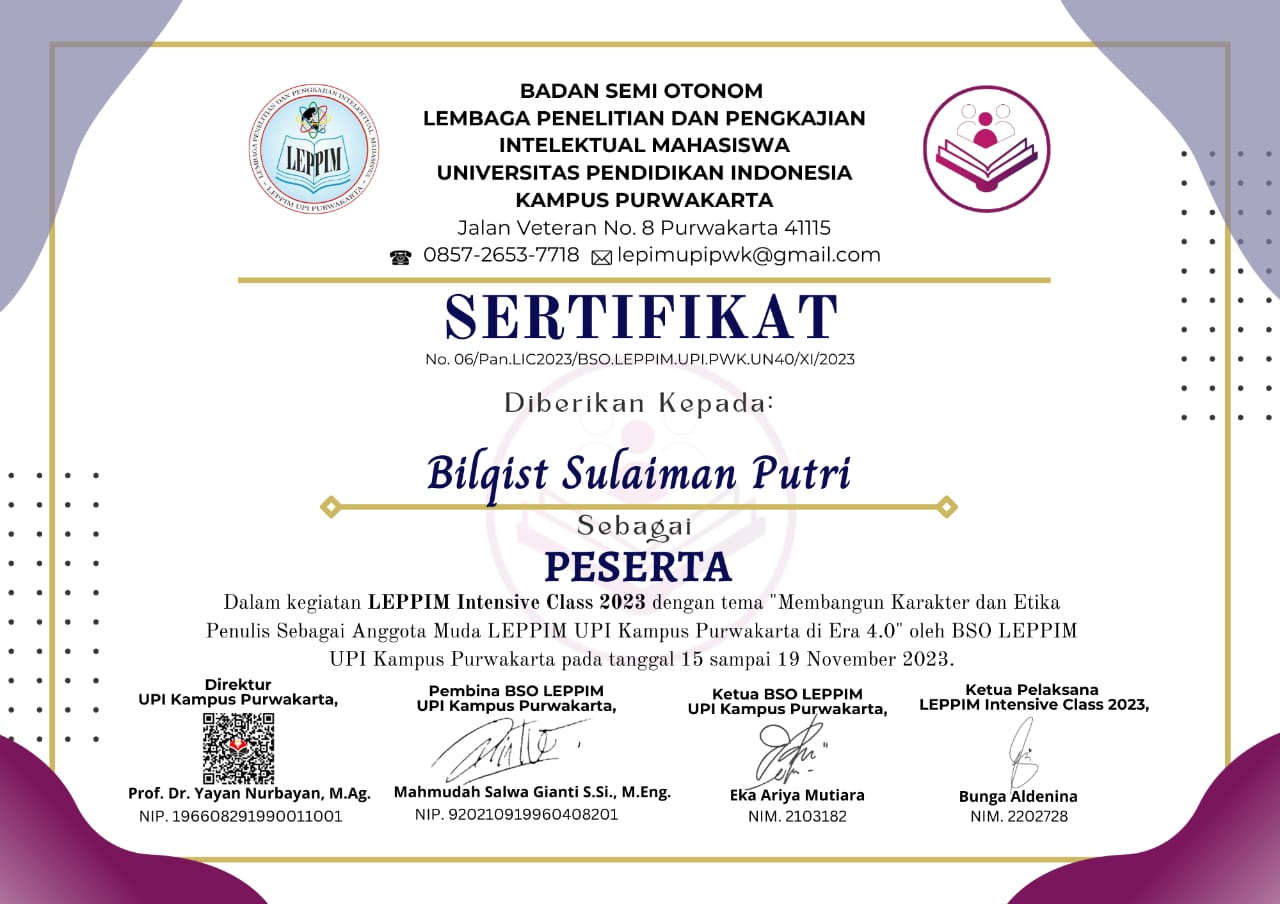 BADAN SEMI OTONOM
LEMBAGA PENELITIAN DAN PENGKAJIAN
INTELEKTUAL MAHASISWA
UNIVERSITAS PENDIDIKAN INDONESIA
KAMPUS PURWAKARTA
Jalan Veteran No. 8 Purwakarta 41115
0857-2653-7718 lepimupipwk@gmail.com
LEMBAGA PENELITIAN DAN PENGKAJIAN INTELEKTUAL MAHASISWA
LEPPIM
- LEPPIM UPI PURWAKARTA -
SERTIFIKAT
No. 06/Pan.LIC2023/BSO.LEPPIM.UPI.PWK.UN40/XI/2023
Diberikan Kepada:
Bilqist Sulaiman Putri
Sebagai
PESERTA
Dalam kegiatan LEPPIM Intensive Class 2023 dengan tema "Membangun Karakter dan Etika
Penulis Sebagai Anggota Muda LEPPIM UPI Kampus Purwakarta di Era 4.0" oleh BSO LEPPIM
UPI Kampus Purwakarta pada tanggal 15 sampai 19 November 2023.
Direktur
UPI Kampus Purwakarta,
Prof. Dr. Yayan Nurbayan, M.Ag.
NIP. 196608291990011001
Pembina BSO LEPPIM
UPI Kampus Purwakarta,
Mahmudah Salwa Gianti S.Si., M.Eng.
NIP. 920210919960408201
Ketua BSO LEPPIM
UPI Kampus Purwakarta,
Eka Ariya Mutiara
NIM. 2103182
Ketua Pelaksana
LEPPIM Intensive Class 2023,
Bunga Aldenina
NIM. 2202728